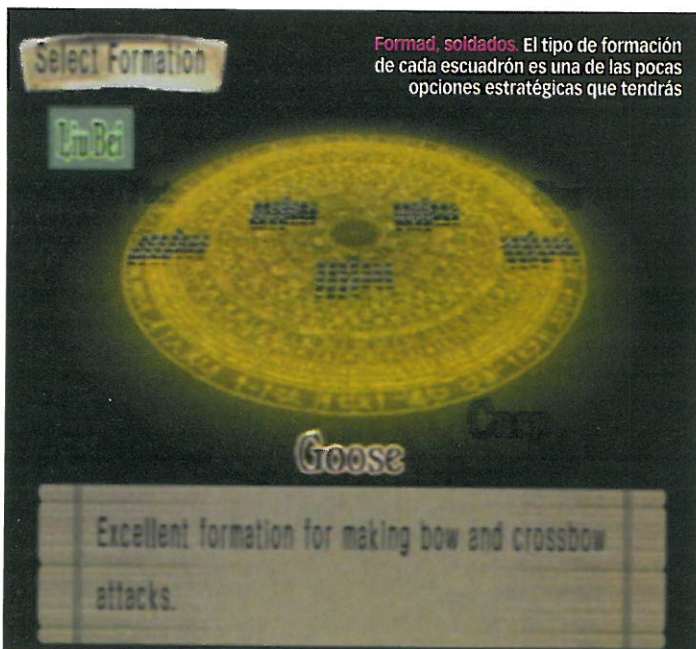 Select Formation
Formad, soldados. El tipo de formación
de cada escuadrón es una de las pocas
opciones estratégicas que tendrás
Liu Bei
Carp
Goose
Excellent formation for making bow and crossbow
attacks.